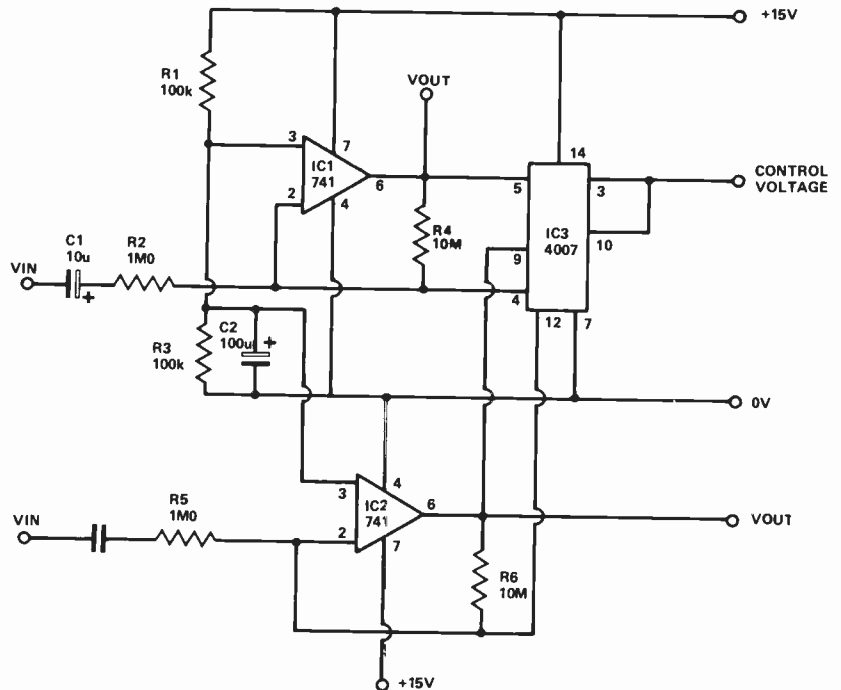 +15V
R1
100k
VOUT
3
7
IC1
741
6
2
4
14
5
3
CONTROL
VOLTAGE
IC3
4007
10
9
R4
10M
C1
10u
R2
1M0
VIN
+
4
12
7
R3
100k
C2
100u
+
0V
4
3
IC2
741
6
VOUT
R5
1M0
VIN
2
7
R6
10M
+15V